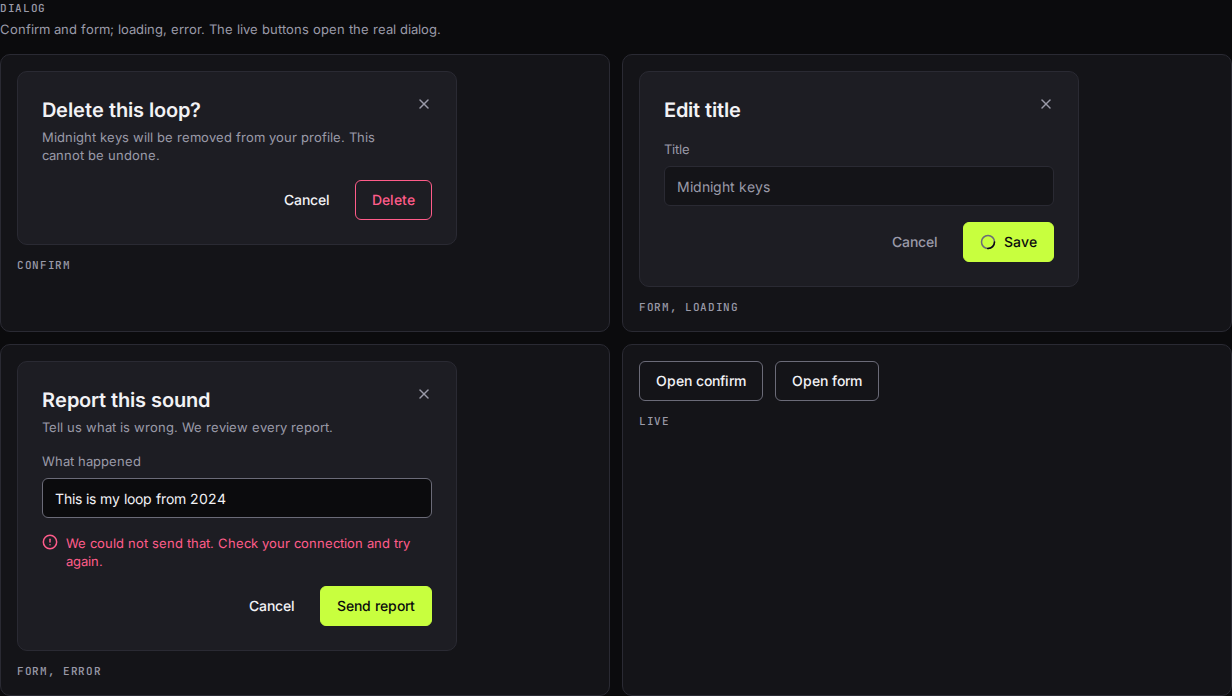 DIALOG
Confirm and form; loading, error. The live buttons open the real dialog.
Delete this loop?
Midnight keys will be removed from your profile. This
cannot be undone.
Cancel
Delete
CONFIRM
Edit title
Title
Midnight keys
Cancel
Save
FORM, LOADING
Report this sound
Tell us what is wrong. We review every report.
What happened
This is my loop from 2024
We could not send that. Check your connection and try
again.
Cancel
Send report
FORM, ERROR
Open confirm
Open form
LIVE